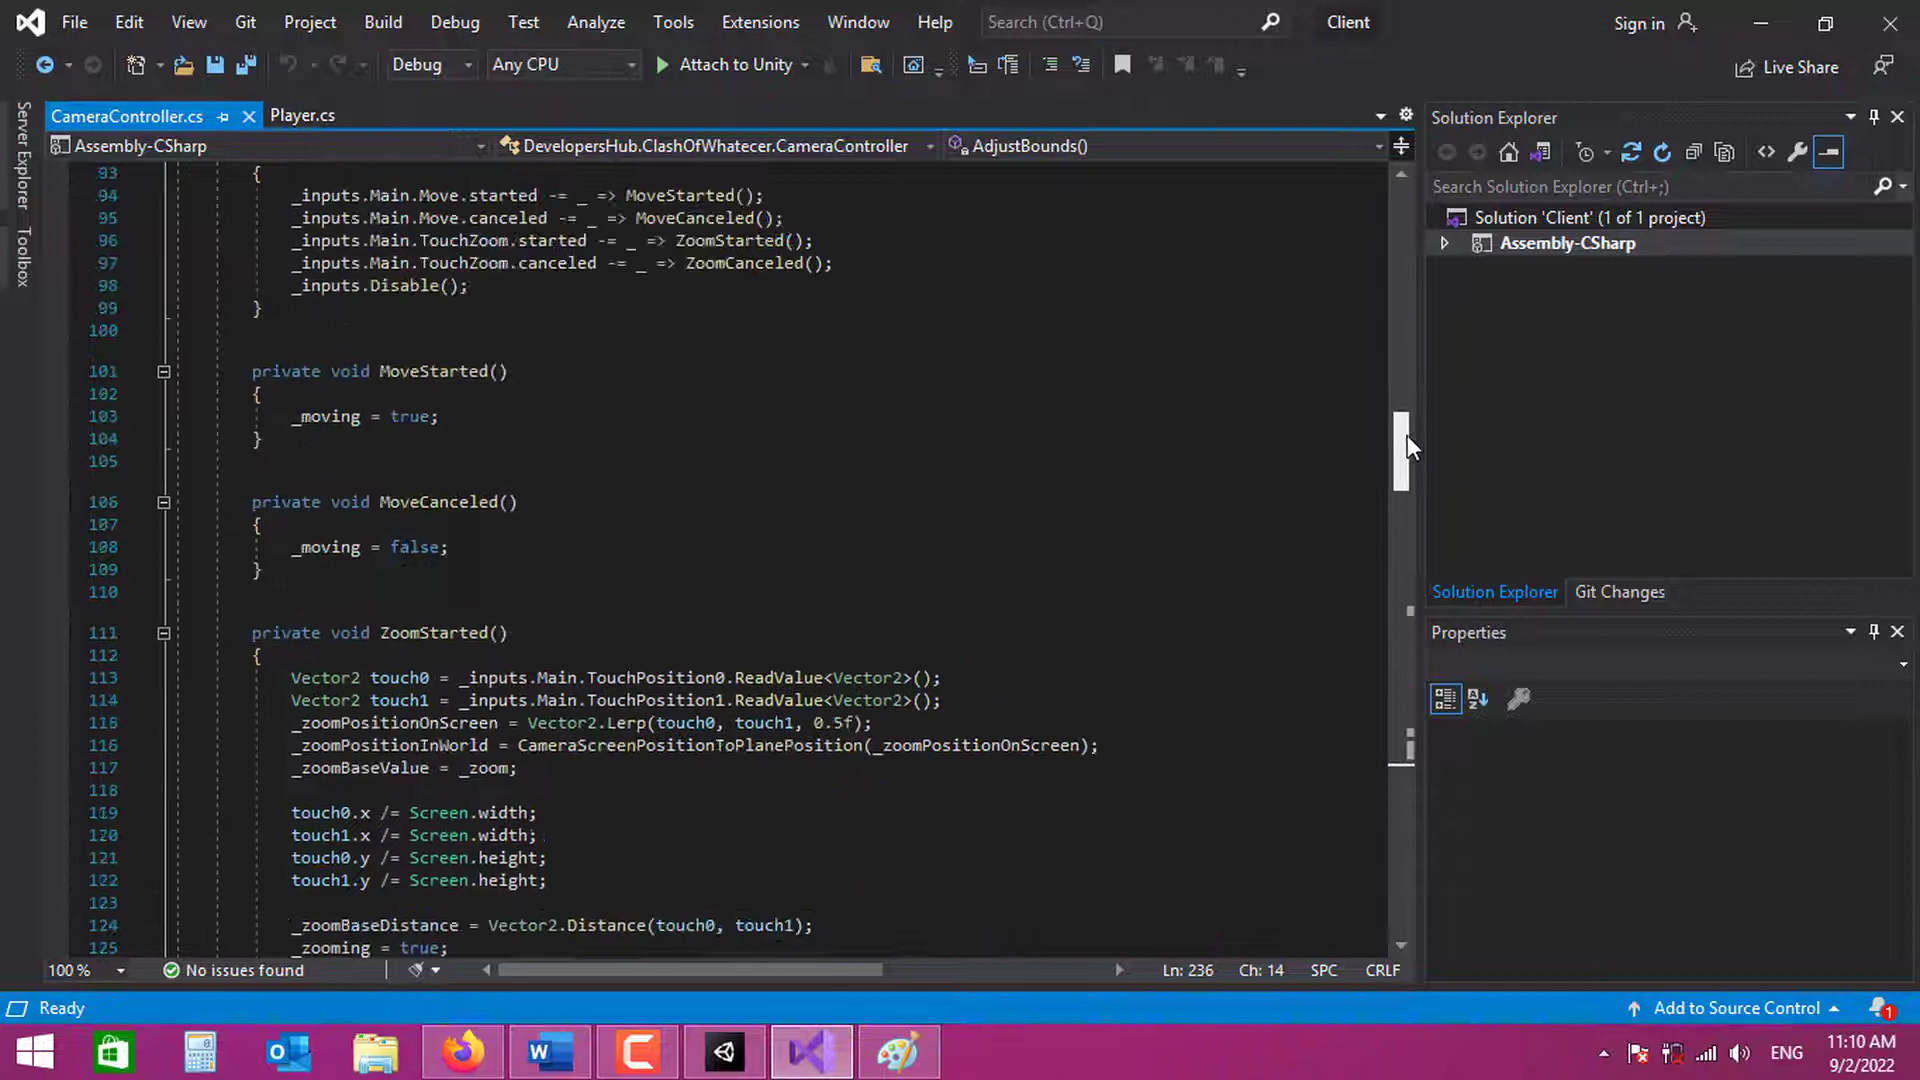 File Edit View Git Project Build Debug Test Analyze Tools Extensions Window Help Search (Ctrl+Q) Client Sign in
Debug Any CPU Attach to Unity Live Share
Server Explorer
Toolbox
CameraController.cs Player.cs
Assembly-CSharp DevelopersHub.ClashOfWhatecer.CameraController AdjustBounds()
93 {
94 _inputs.Main.Move.started -= _ => MoveStarted();
95 _inputs.Main.Move.canceled -= _ => MoveCanceled();
96 _inputs.Main.TouchZoom.started -= _ => ZoomStarted();
97 _inputs.Main.TouchZoom.canceled -= _ => ZoomCanceled();
98 _inputs.Disable();
99 }
100
101 private void MoveStarted()
102 {
103 _moving = true;
104 }
105
106 private void MoveCanceled()
107 {
108 _moving = false;
109 }
110
111 private void ZoomStarted()
112 {
113 Vector2 touch0 = _inputs.Main.TouchPosition0.ReadValue<Vector2>();
114 Vector2 touch1 = _inputs.Main.TouchPosition1.ReadValue<Vector2>();
115 _zoomPositionOnScreen = Vector2.Lerp(touch0, touch1, 0.5f);
116 _zoomPositionInWorld = CameraScreenPositionToPlanePosition(_zoomPositionOnScreen);
117 _zoomBaseValue = _zoom;
118
119 touch0.x /= Screen.width;
120 touch1.x /= Screen.width;
121 touch0.y /= Screen.height;
122 touch1.y /= Screen.height;
123
124 _zoomBaseDistance = Vector2.Distance(touch0, touch1);
125 _zooming = true;
100 % No issues found Ln: 236 Ch: 14 SPC CRLF
Solution Explorer
Search Solution Explorer (Ctrl+;)
Solution 'Client' (1 of 1 project)
Assembly-CSharp
Solution Explorer Git Changes
Properties
Ready Add to Source Control 1
ENG 11:10 AM
9/2/2022